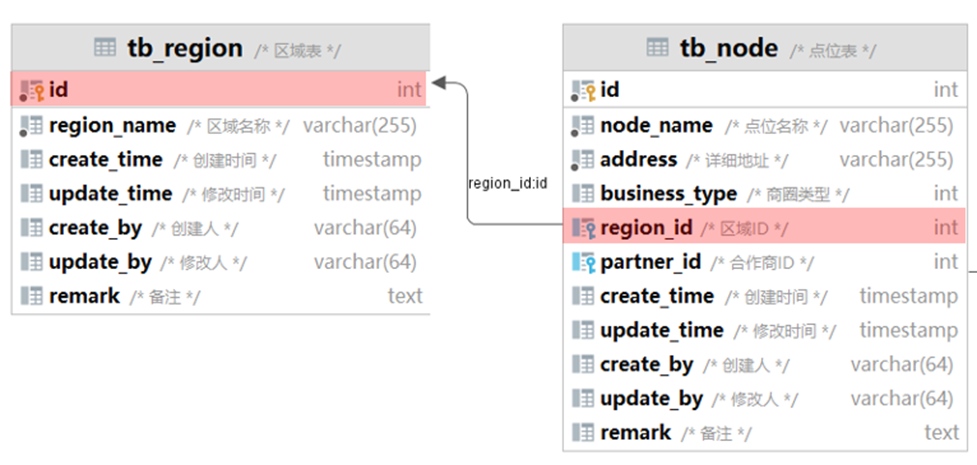 tb_region /* 区域表 */
id int
region_name /* 区域名称 */ varchar(255)
create_time /* 创建时间 */ timestamp
update_time /* 修改时间 */ timestamp
create_by /* 创建人 */ varchar(64)
update_by /* 修改人 */ varchar(64)
remark /* 备注 */ text
region_id:id
tb_node /* 点位表 */
id int
node_name /* 点位名称 */ varchar(255)
address /* 详细地址 */ varchar(255)
business_type /* 商圈类型 */ int
region_id /* 区域ID */ int
partner_id /* 合作商ID */ int
create_time /* 创建时间 */ timestamp
update_time /* 修改时间 */ timestamp
create_by /* 创建人 */ varchar(64)
update_by /* 修改人 */ varchar(64)
remark /* 备注 */ text